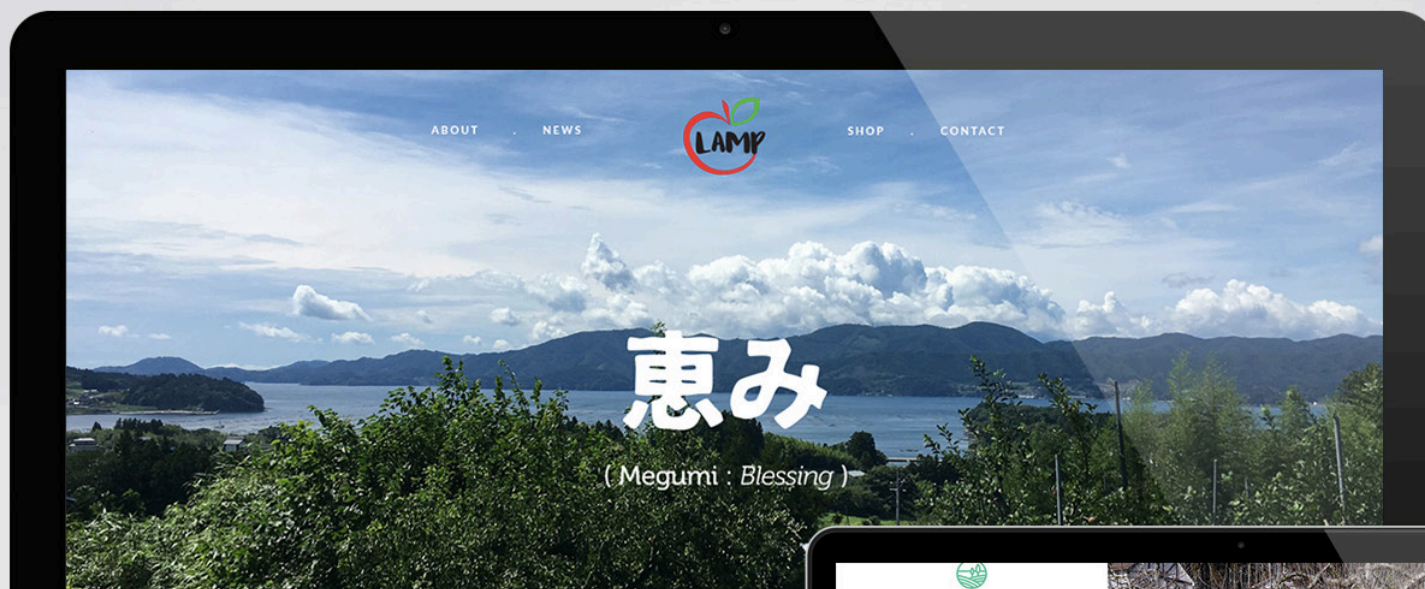 ABOUT . NEWS LAMP SHOP . CONTACT
恵み
( Megumi : Blessing )